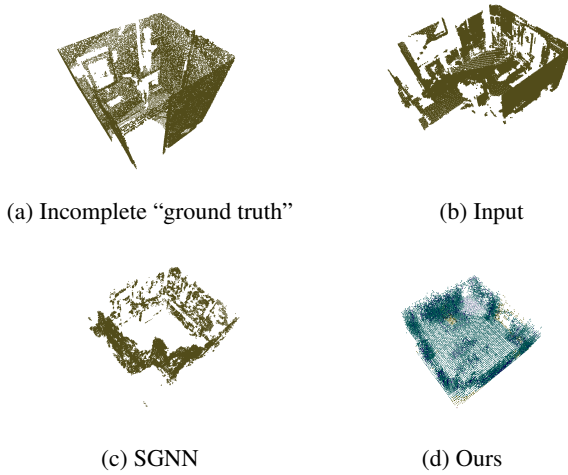 (a) Incomplete “ground truth”
(b) Input
(c) SGNN
(d) Ours